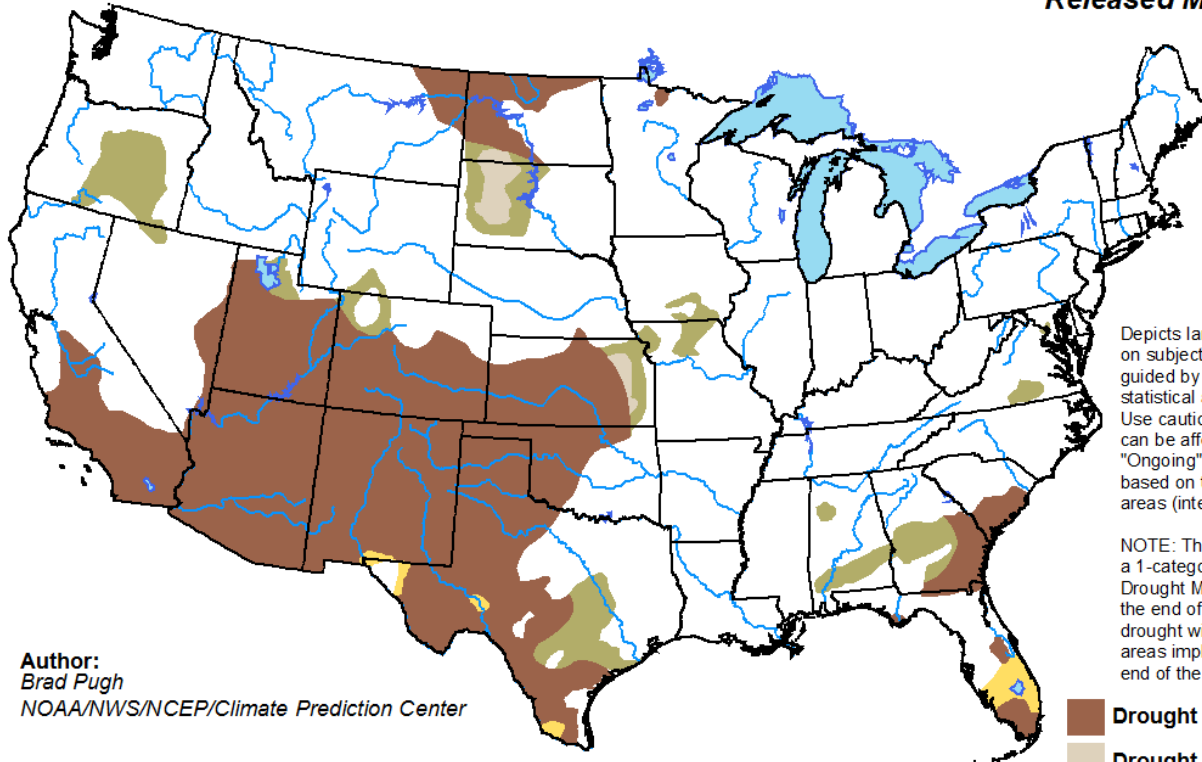 Released M
Depicts la
on subject
guided by
statistical
Use cautio
can be affe
"Ongoing"
based on t
areas (inte
NOTE: Th
a 1-catego
Drought M
the end of
drought wi
areas impl
end of the
Author:
Brad Pugh
NOAA/NWS/NCEP/Climate Prediction Center
Drought
Drought